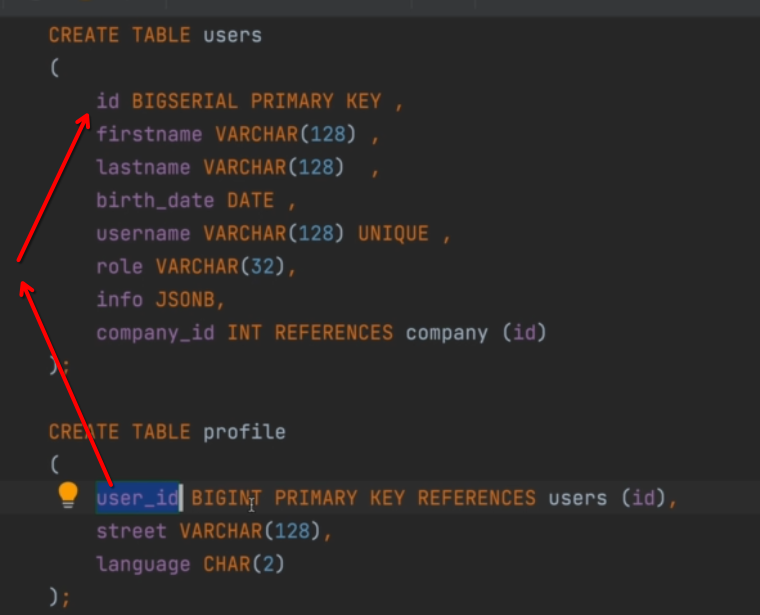 CREATE TABLE users
(
id BIGSERIAL PRIMARY KEY ,
firstname VARCHAR(128) ,
lastname VARCHAR(128)  ,
birth_date DATE ,
username VARCHAR(128) UNIQUE ,
role VARCHAR(32),
info JSONB,
company_id INT REFERENCES company (id)
);
CREATE TABLE profile
(
user_id BIGINT PRIMARY KEY REFERENCES users (id),
street VARCHAR(128),
language CHAR(2)
);